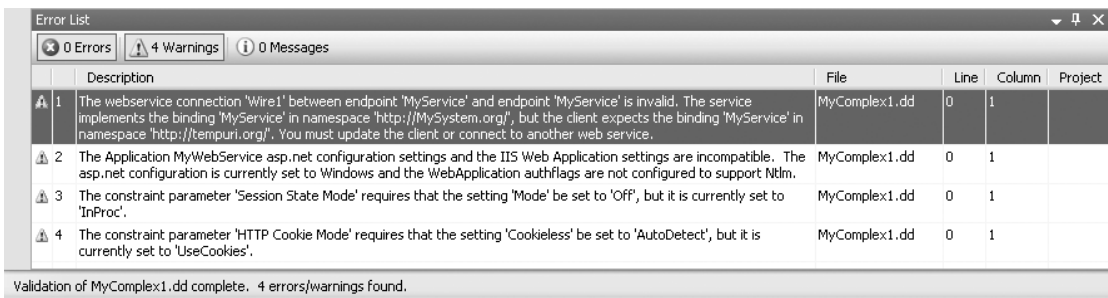 Error List
0 Errors 4 Warnings 0 Messages
Description File Line Column Project
1 The webservice connection 'Wire1' between endpoint 'MyService' and endpoint 'MyService' is invalid. The service MyComplex1.dd 0 1
implements the binding 'MyService' in namespace 'http://MySystem.org/', but the client expects the binding 'MyService' in
namespace 'http://tempuri.org/'. You must update the client or connect to another web service.
2 The Application MyWebService asp.net configuration settings and the IIS Web Application settings are incompatible. The MyComplex1.dd 0 1
asp.net configuration is currently set to Windows and the WebApplication authflags are not configured to support Ntlm.
3 The constraint parameter 'Session State Mode' requires that the setting 'Mode' be set to 'Off', but it is currently set to MyComplex1.dd 0 1
'InProc'.
4 The constraint parameter 'HTTP Cookie Mode' requires that the setting 'Cookieless' be set to 'AutoDetect', but it is MyComplex1.dd 0 1
currently set to 'UseCookies'.
Validation of MyComplex1.dd complete. 4 errors/warnings found.